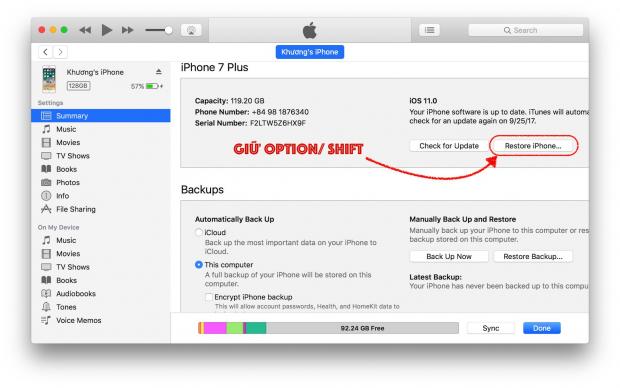 Search
Khương's iPhone
Khương's iPhone
128GB 57%
Settings
Summary
Music
Movies
TV Shows
Books
Photos
Info
File Sharing
On My Device
Music
Movies
TV Shows
Books
Audiobooks
Tones
Voice Memos
iPhone 7 Plus
Capacity: 119.20 GB
Phone Number: +84 98 1876340
Serial Number: F2LTW5Z6HX9F
iOS 11.0
Your iPhone software is up to date. iTunes will automa
check for an update again on 9/25/17.
Check for Update Restore iPhone...
GIỮ OPTION/ SHIFT
Backups
Automatically Back Up
iCloud
Back up the most important data on your iPhone to
iCloud.
This computer
A full backup of your iPhone will be stored on this
computer.
Encrypt iPhone backup
This will allow account passwords, Health, and HomeKit data to
Manually Back Up and Restore
Manually back up your iPhone to this computer or res
backup stored on this computer.
Back Up Now Restore Backup...
Latest Backup:
Your iPhone has never been backed up to this compu
92.24 GB Free Sync Done